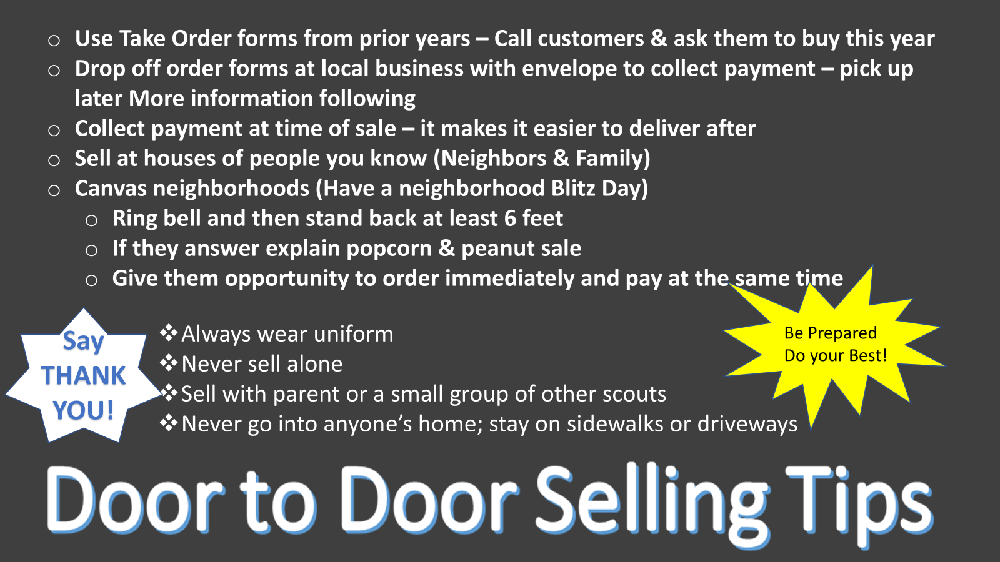 o Use Take Order forms from prior years – Call customers & ask them to buy this year
o Drop off order forms at local business with envelope to collect payment – pick up
later More information following
o Collect payment at time of sale – it makes it easier to deliver after
o Sell at houses of people you know (Neighbors & Family)
o Canvas neighborhoods (Have a neighborhood Blitz Day)
o Ring bell and then stand back at least 6 feet
o If they answer explain popcorn & peanut sale
o Give them opportunity to order immediately and pay at the same time
Say
THANK
YOU!
❖Always wear uniform
❖Never sell alone
❖Sell with parent or a small group of other scouts
❖Never go into anyone’s home; stay on sidewalks or driveways
Be Prepared
Do your Best!
Door to Door Selling Tips